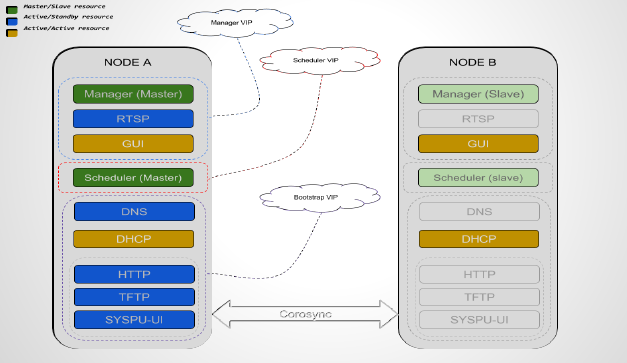 Master/Slave resource
Active/Standby resource
Active/Active resource
Manager VIP
Scheduler VIP
NODE A
Manager (Master)
RTSP
GUI
Scheduler (Master)
DNS
DHCP
HTTP
TFTP
SYSPU-UI
Bootstrap VIP
Corosync
NODE B
Manager (Slave)
RTSP
GUI
Scheduler (slave)
DNS
DHCP
HTTP
TFTP
SYSPU-UI